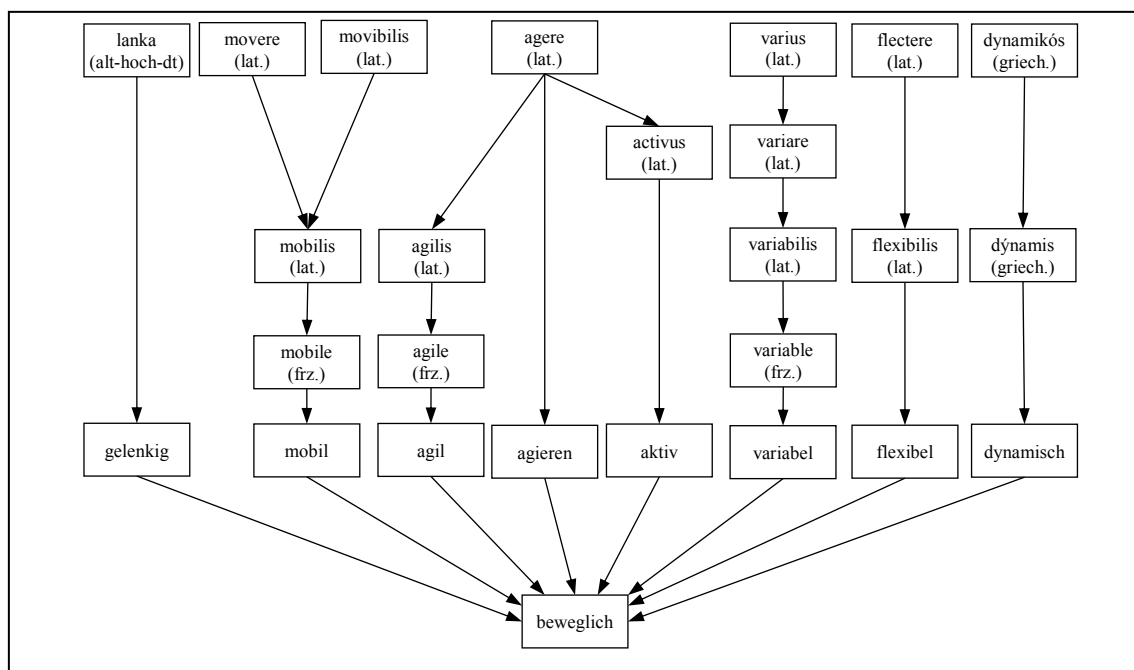 lanka
(alt-hoch-dt)
movere
(lat.)
movibilis
(lat.)
agere
(lat.)
varius
(lat.)
flectere
(lat.)
dynamikós
(griech.)
activus
(lat.)
variare
(lat.)
mobilis
(lat.)
agilis
(lat.)
variabilis
(lat.)
flexibilis
(lat.)
dýnamis
(griech.)
mobile
(frz.)
agile
(frz.)
variable
(frz.)
gelenkig
mobil
agil
agieren
aktiv
variabel
flexibel
dynamisch
beweglich